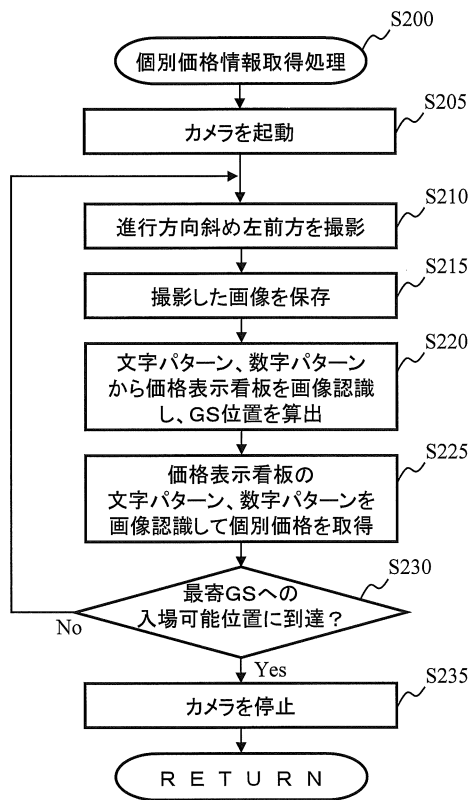 S200
個別価格情報取得処理
S205
カメラを起動
S210
進行方向斜め左前方を撮影
S215
撮影した画像を保存
S220
文字パターン、数字パターン
から価格表示看板を画像認識
し、GS位置を算出
S225
価格表示看板の
文字パターン、数字パターンを
画像認識して個別価格を取得
S230
最寄GSへの
入場可能位置に到達?
No
Yes
S235
カメラを停止
RETURN